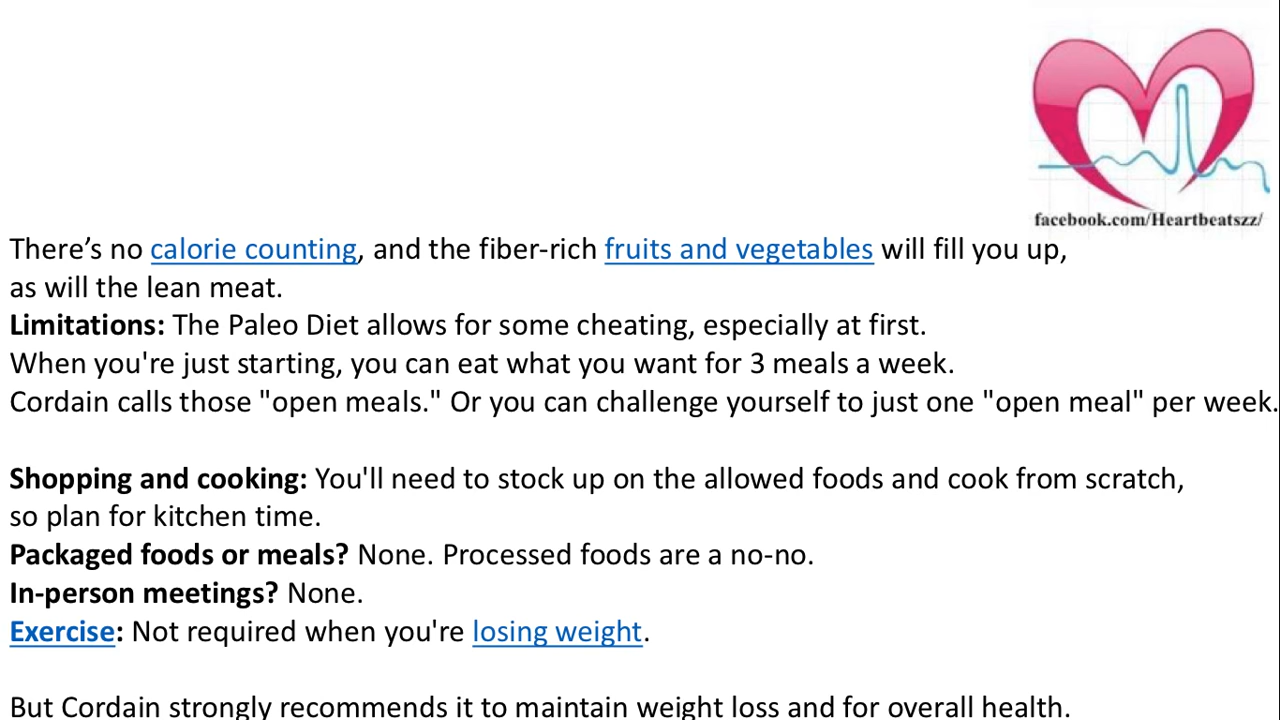 facebook.com/Heartbeatszz/
There’s no calorie counting, and the fiber-rich fruits and vegetables will fill you up,
as will the lean meat.
Limitations: The Paleo Diet allows for some cheating, especially at first.
When you're just starting, you can eat what you want for 3 meals a week.
Cordain calls those "open meals." Or you can challenge yourself to just one "open meal" per week.
Shopping and cooking: You'll need to stock up on the allowed foods and cook from scratch,
so plan for kitchen time.
Packaged foods or meals? None. Processed foods are a no-no.
In-person meetings? None.
Exercise: Not required when you're losing weight.
But Cordain strongly recommends it to maintain weight loss and for overall health.